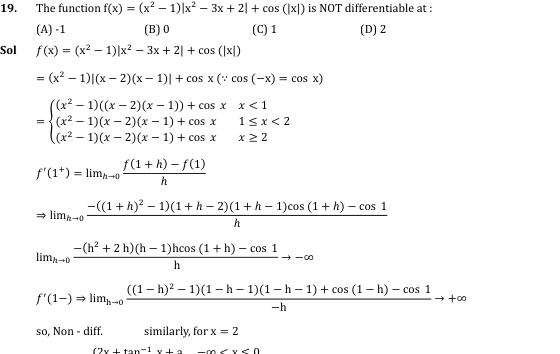 19. The function f(x) = (x² − 1)|x² − 3x + 2| + cos (|x|) is NOT differentiable at :
(A) -1 (B) 0 (C) 1 (D) 2
Sol f(x) = (x² − 1)|x² − 3x + 2| + cos (|x|)
= (x² − 1)|(x − 2)(x − 1)| + cos x (∵ cos (−x) = cos x)
(x² − 1)((x − 2)(x − 1)) + cos x x < 1
= { (x² − 1)(x − 2)(x − 1) + cos x 1 ≤ x < 2
(x² − 1)(x − 2)(x − 1) + cos x x ≥ 2
f′(1⁺) = lim_{h→0} \frac{f(1 + h) − f(1)}{h}
⇒ lim_{h→0} \frac{−((1 + h)² − 1)(1 + h − 2)(1 + h − 1)cos (1 + h) − cos 1}{h}
lim_{h→0} \frac{−(h² + 2 h)(h − 1)hcos (1 + h) − cos 1}{h} → −∞
f′(1−) ⇒ lim_{h→0} \frac{((1 − h)² − 1)(1 − h − 1)(1 − h − 1) + cos (1 − h) − cos 1}{−h} → +∞
so, Non - diff. similarly, for x = 2
(2x + tan⁻¹ x + a −∞ < x ≤ 0